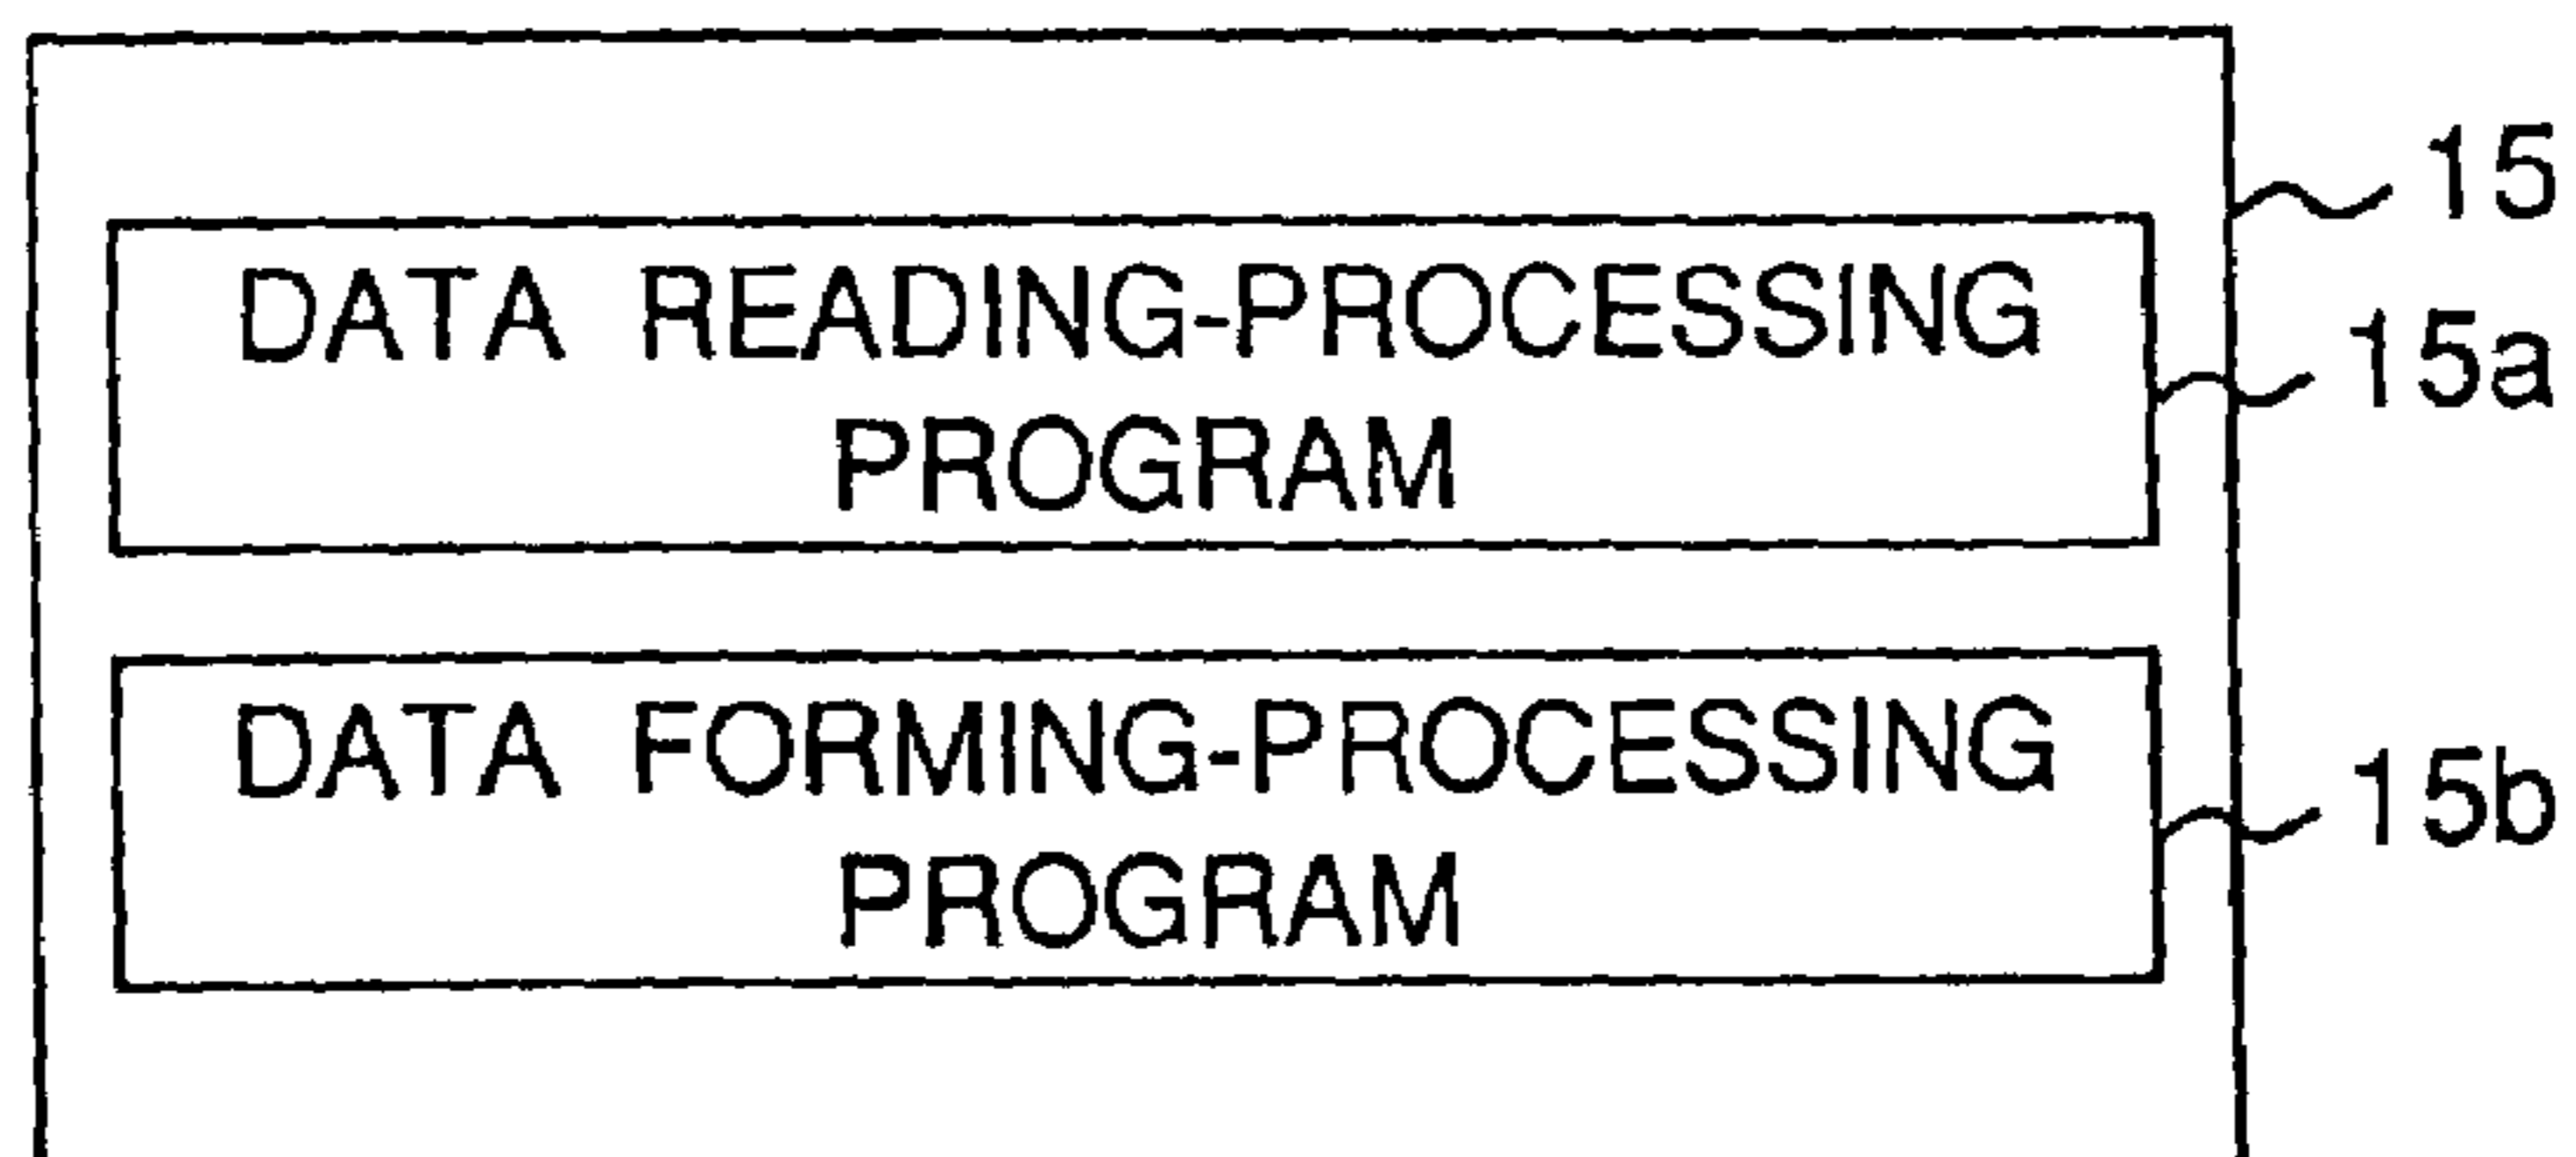 15
DATA READING-PROCESSING
PROGRAM
15a
DATA FORMING-PROCESSING
PROGRAM
15b